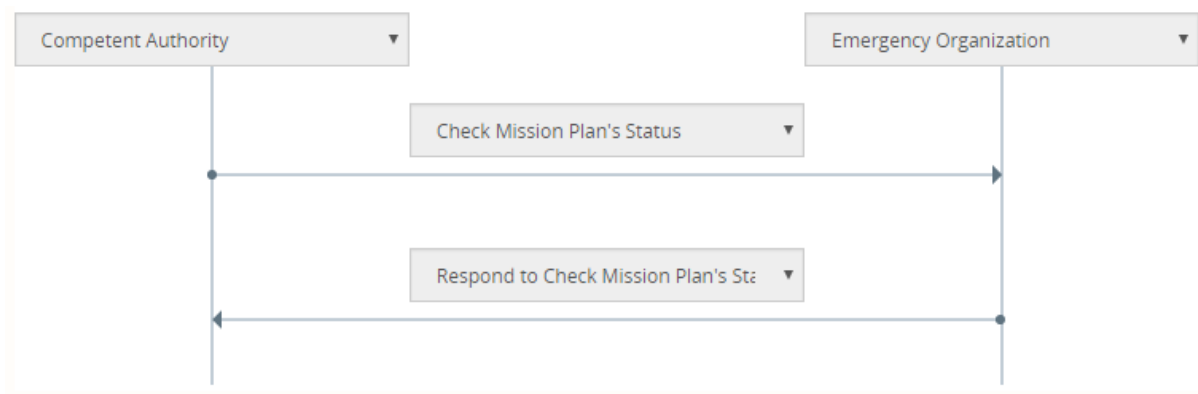 Competent Authority
Emergency Organization
Check Mission Plan's Status
Respond to Check Mission Plan's Sta